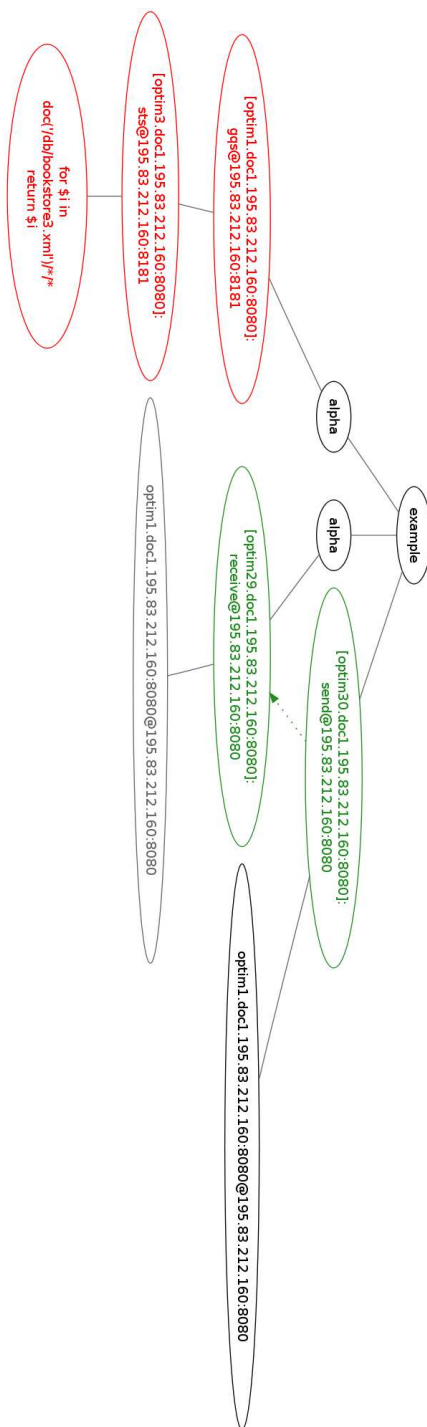 example
alpha
alpha
[optim30.doc1.195.83.212.160:8080]:
send@195.83.212.160:8080
[optim1.doc1.195.83.212.160:8080]:
gqs@195.83.212.160:8181
[optim29.doc1.195.83.212.160:8080]:
receive@195.83.212.160:8080
optim1.doc1.195.83.212.160:8080@195.83.212.160:8080
[optim3.doc1.195.83.212.160:8080]:
sts@195.83.212.160:8181
optim1.doc1.195.83.212.160:8080@195.83.212.160:8080
for $i in
doc('/db/bookstore3.xml')/*/*
return $i